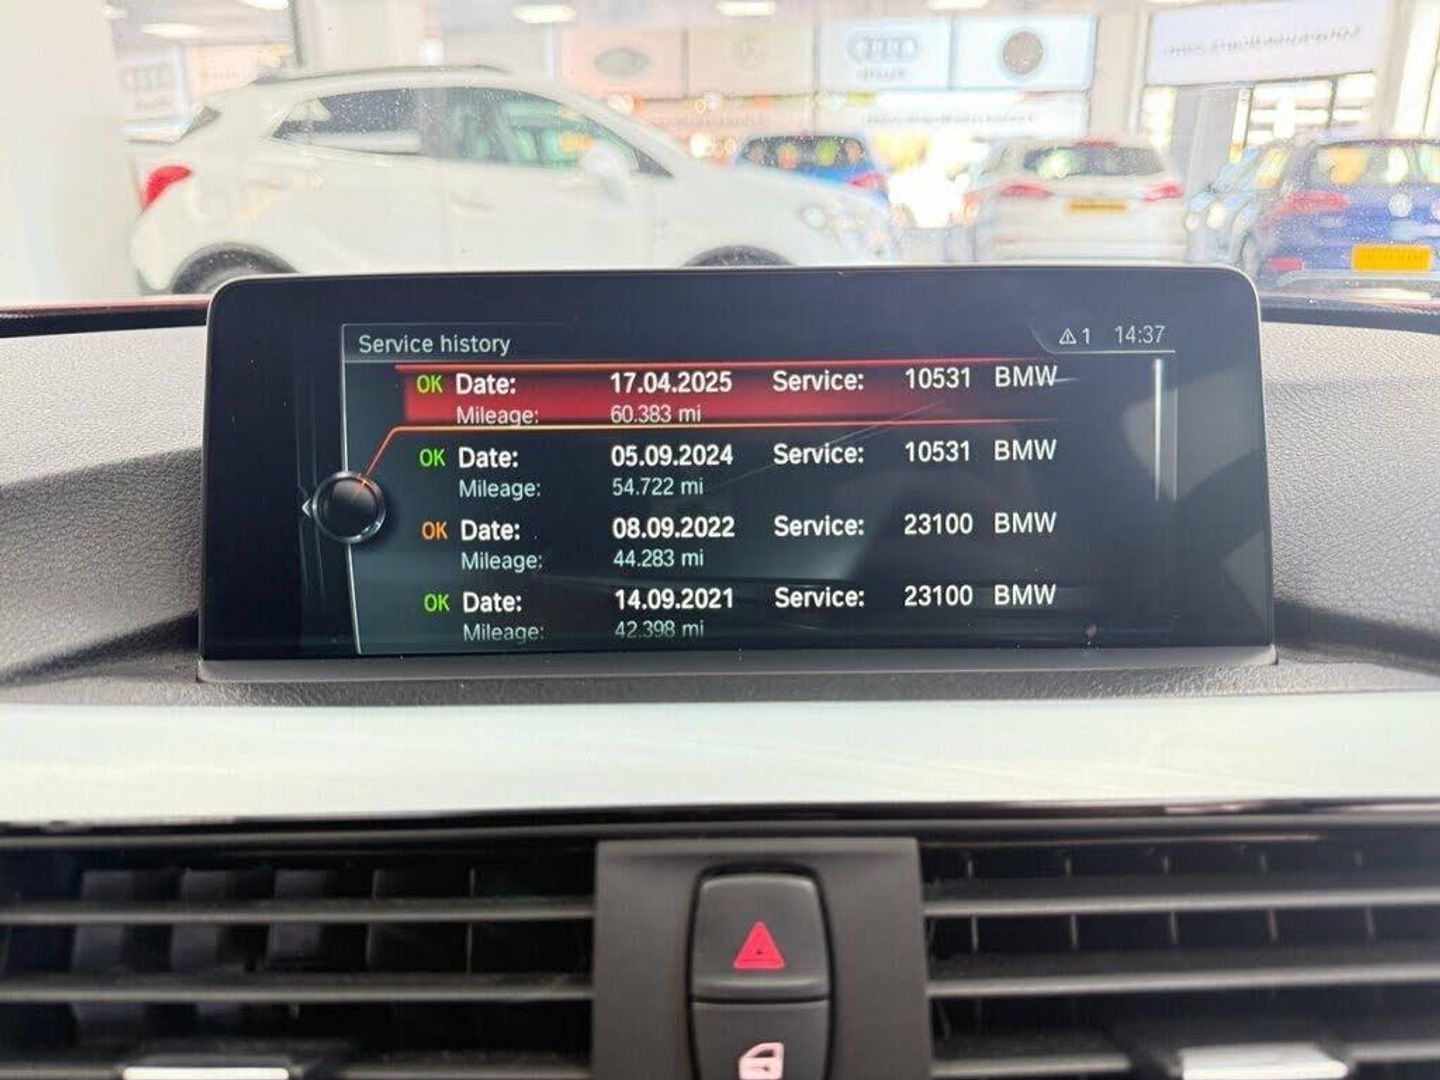 Service history
1 14:37
OK Date: 17.04.2025 Service: 10531 BMW
Mileage: 60.383 mi
OK Date: 05.09.2024 Service: 10531 BMW
Mileage: 54.722 mi
OK Date: 08.09.2022 Service: 23100 BMW
Mileage: 44.283 mi
OK Date: 14.09.2021 Service: 23100 BMW
Mileage: 42.398 mi